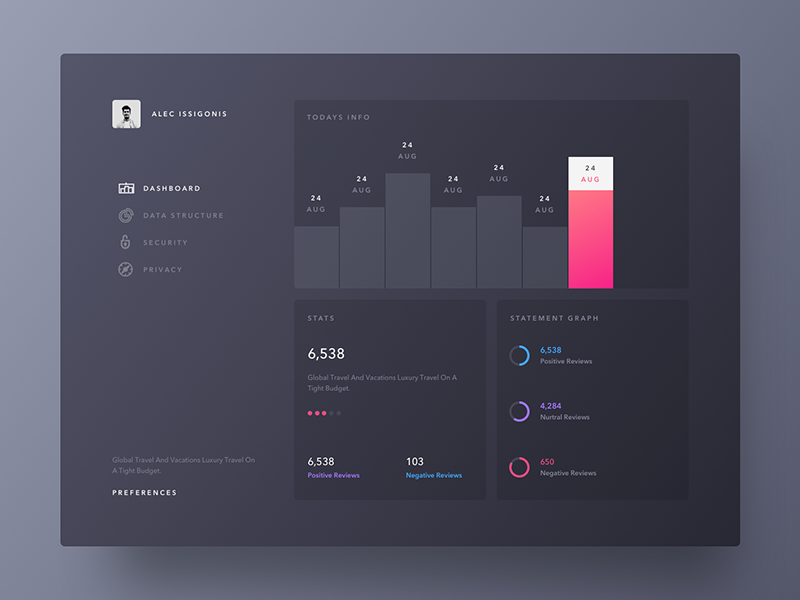 ALEC ISSIGONIS
DASHBOARD
DATA STRUCTURE
SECURITY
PRIVACY
Global Travel And Vacations Luxury Travel On
A Tight Budget.
PREFERENCES
TODAYS INFO
24
AUG
24
AUG
24
AUG
24
AUG
24
AUG
24
AUG
24
AUG
STATS
6,538
Global Travel And Vacations Luxury Travel On A
Tight Budget.
6,538
Positive Reviews
103
Negative Reviews
STATEMENT GRAPH
6,538
Positive Reviews
4,284
Nurtral Reviews
650
Negative Reviews